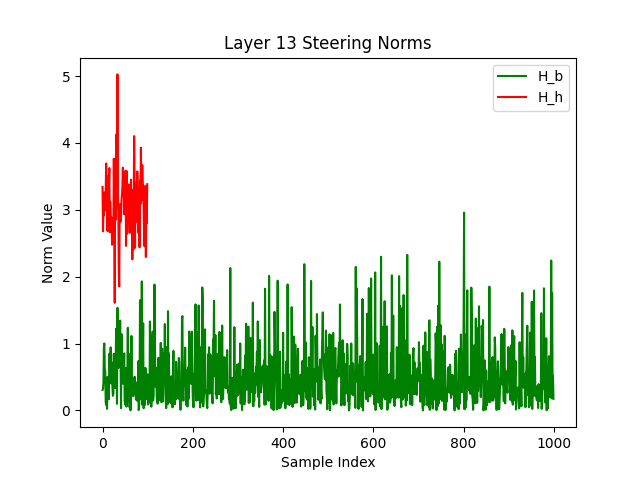 Layer 13 Steering Norms
H_b
H_h
Norm Value
5
4
3
2
1
0
0 200 400 600 800 1000
Sample Index